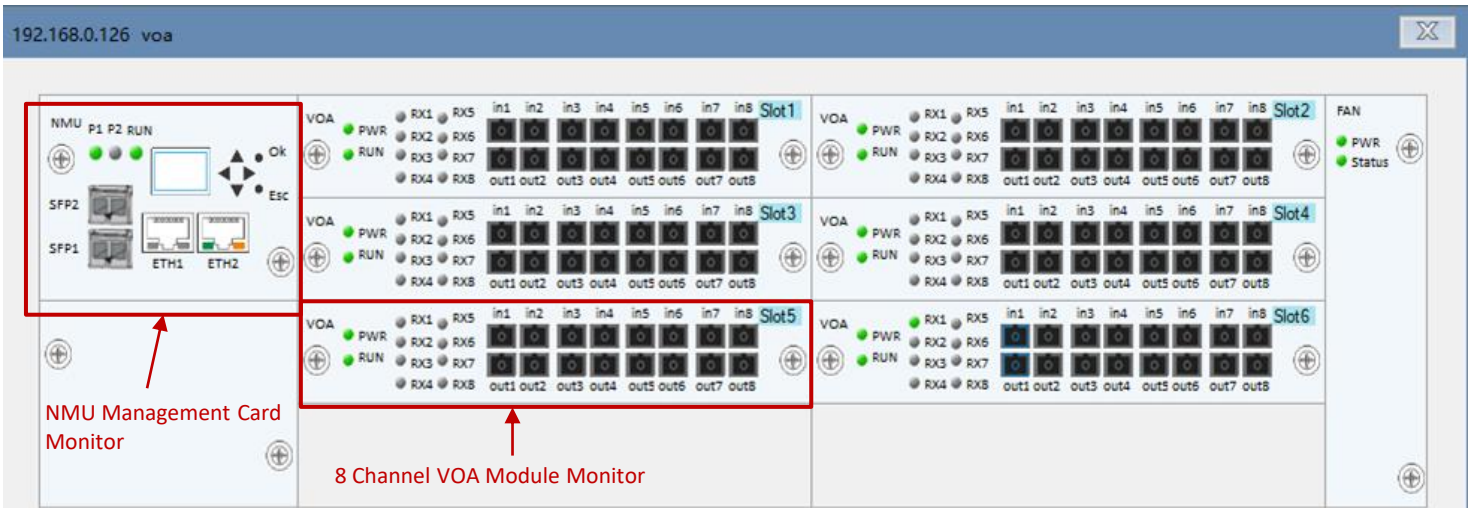 192.168.0.126 voa
NMU P1 P2 RUN
Ok
Esc
SFP2
SFP1
ETH1 ETH2
VOA PWR RUN
RX1 RX5
RX2 RX6
RX3 RX7
RX4 RX8
in1 in2 in3 in4 in5 in6 in7 in8 Slot1
out1 out2 out3 out4 out5 out6 out7 out8
VOA PWR RUN
RX1 RX5
RX2 RX6
RX3 RX7
RX4 RX8
in1 in2 in3 in4 in5 in6 in7 in8 Slot2
out1 out2 out3 out4 out5 out6 out7 out8
FAN
PWR
Status
VOA PWR RUN
RX1 RX5
RX2 RX6
RX3 RX7
RX4 RX8
in1 in2 in3 in4 in5 in6 in7 in8 Slot3
out1 out2 out3 out4 out5 out6 out7 out8
VOA PWR RUN
RX1 RX5
RX2 RX6
RX3 RX7
RX4 RX8
in1 in2 in3 in4 in5 in6 in7 in8 Slot4
out1 out2 out3 out4 out5 out6 out7 out8
VOA PWR RUN
RX1 RX5
RX2 RX6
RX3 RX7
RX4 RX8
in1 in2 in3 in4 in5 in6 in7 in8 Slot5
out1 out2 out3 out4 out5 out6 out7 out8
VOA PWR RUN
RX1 RX5
RX2 RX6
RX3 RX7
RX4 RX8
in1 in2 in3 in4 in5 in6 in7 in8 Slot6
out1 out2 out3 out4 out5 out6 out7 out8
NMU Management Card
Monitor
8 Channel VOA Module Monitor